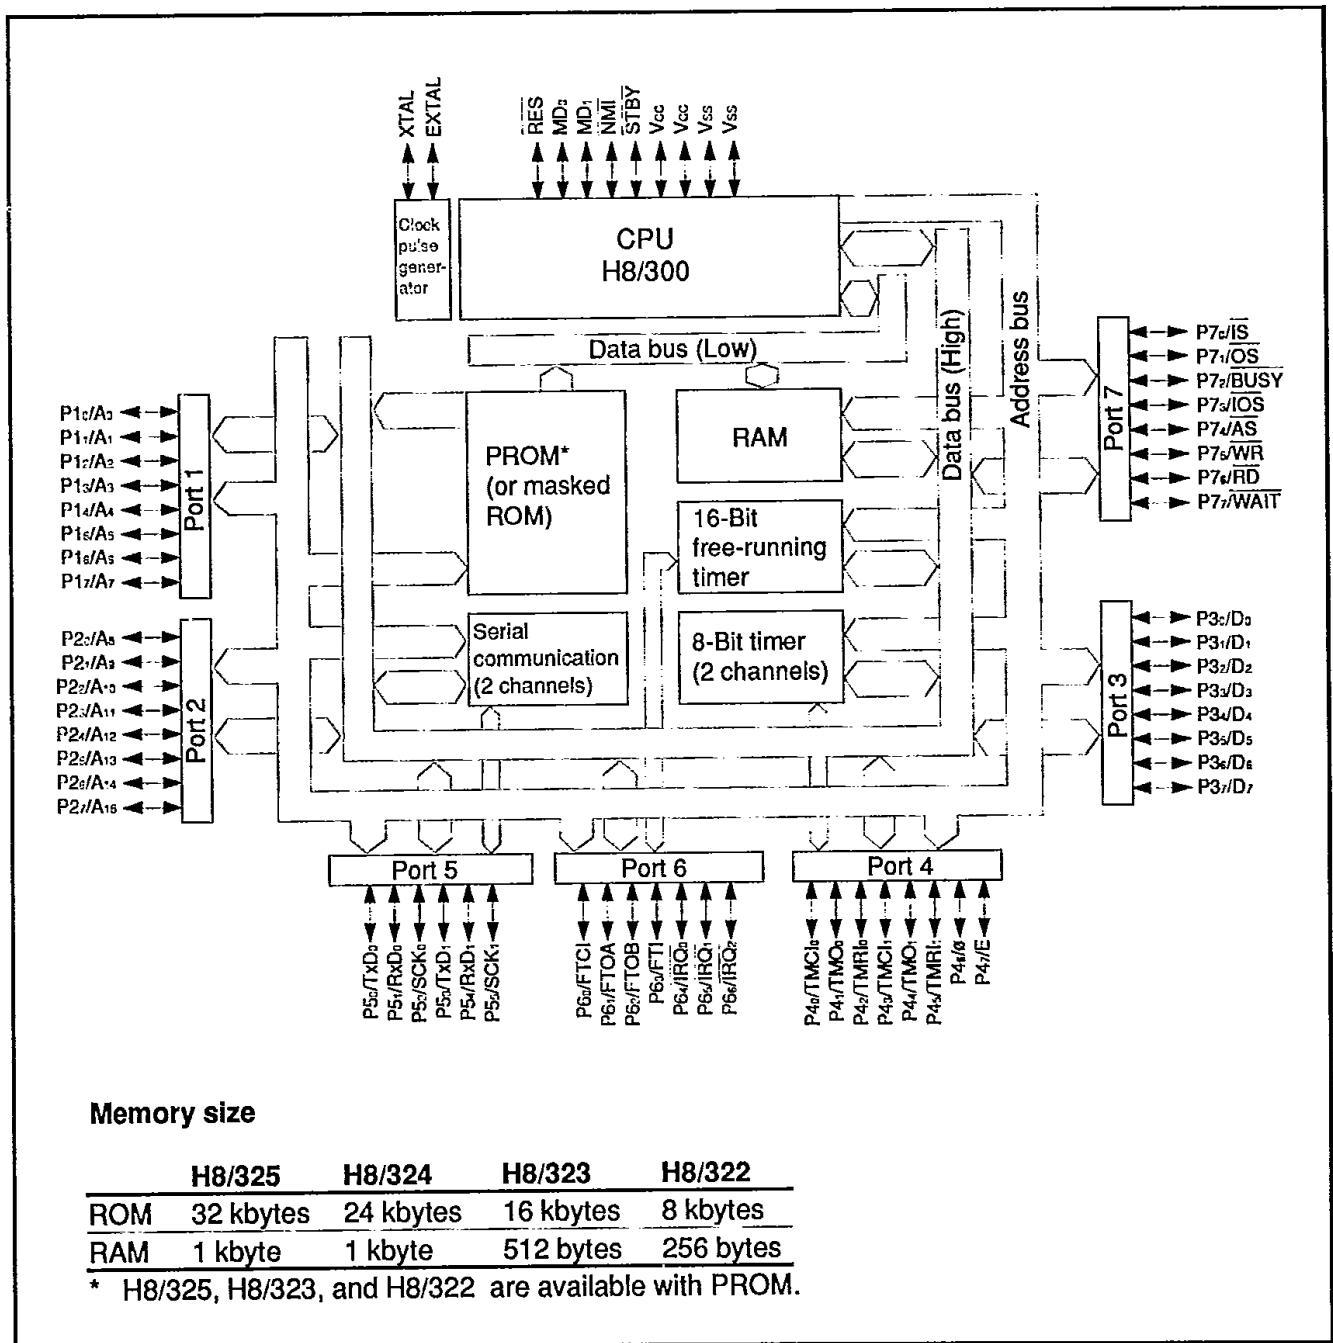 XTAL
EXTAL
RES
MD0
MD1
NMI
STBY
Vcc
Vcc
Vss
Vss
Clock
pulse
gener-
ator
CPU
H8/300
Data bus (Low)
Data bus (High)
Address bus
PROM*
(or masked
ROM)
RAM
16-Bit
free-running
timer
Serial
communication
(2 channels)
8-Bit timer
(2 channels)
Port 1
P10/A0
P11/A1
P12/A2
P13/A3
P14/A4
P15/A5
P16/A6
P17/A7
Port 2
P20/A8
P21/A9
P22/A10
P23/A11
P24/A12
P25/A13
P26/A14
P27/A15
Port 7
P70/IS
P71/OS
P72/BUSY
P73/IOS
P74/AS
P75/WR
P76/RD
P77/WAIT
Port 3
P30/D0
P31/D1
P32/D2
P33/D3
P34/D4
P35/D5
P36/D6
P37/D7
Port 5
P50/TxD0
P51/RxD0
P52/SCK0
P53/TxD1
P54/RxD1
P55/SCK1
Port 6
P60/FTCI
P61/FTOA
P62/FTOB
P63/FTI
P64/IRQ0
P65/IRQ1
P66/IRQ2
Port 4
P40/TMCI0
P41/TMO0
P42/TMRI0
P43/TMCI1
P44/TMO1
P45/TMRI1
P46/ø
P47/E
Memory size
H8/325 H8/324 H8/323 H8/322
ROM 32 kbytes 24 kbytes 16 kbytes 8 kbytes
RAM 1 kbyte 1 kbyte 512 bytes 256 bytes
* H8/325, H8/323, and H8/322 are available with PROM.